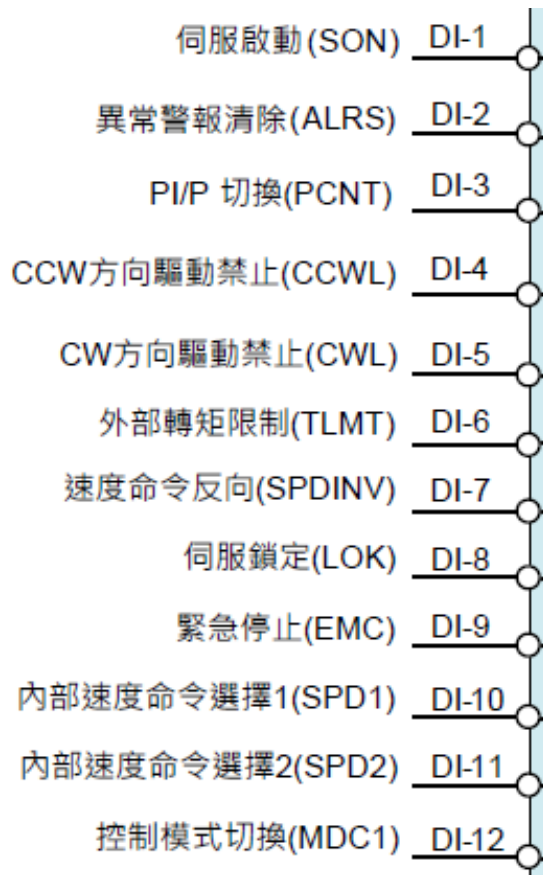 伺服啟動(SON) DI-1
異常警報清除(ALRS) DI-2
PI/P 切換(PCNT) DI-3
CCW方向驅動禁止(CCWL) DI-4
CW方向驅動禁止(CWL) DI-5
外部轉矩限制(TLMT) DI-6
速度命令反向(SPDINV) DI-7
伺服鎖定(LOK) DI-8
緊急停止(EMC) DI-9
內部速度命令選擇1(SPD1) DI-10
內部速度命令選擇2(SPD2) DI-11
控制模式切換(MDC1) DI-12